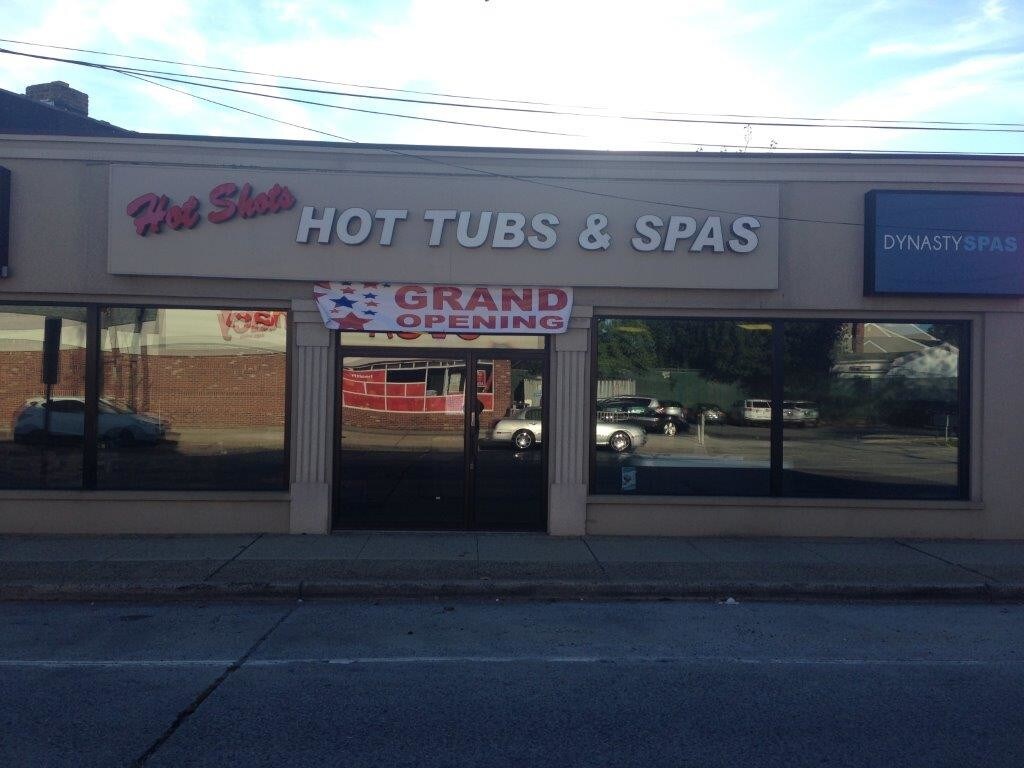 Hot Shots HOT TUBS & SPAS
DYNASTYSPAS
GRAND
OPENING